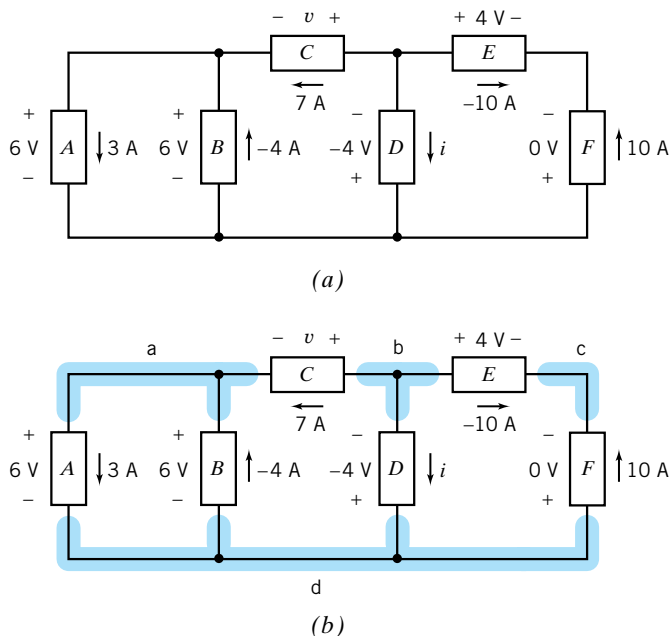 − v + + 4 V −
C E
7 A −10 A
+ + − −
6 V A 3 A 6 V B −4 A −4 V D i 0 V F 10 A
− − + +
(a)
a − v + b + 4 V − c
C E
7 A −10 A
+ + − −
6 V A 3 A 6 V B −4 A −4 V D i 0 V F 10 A
− − + +
d
(b)